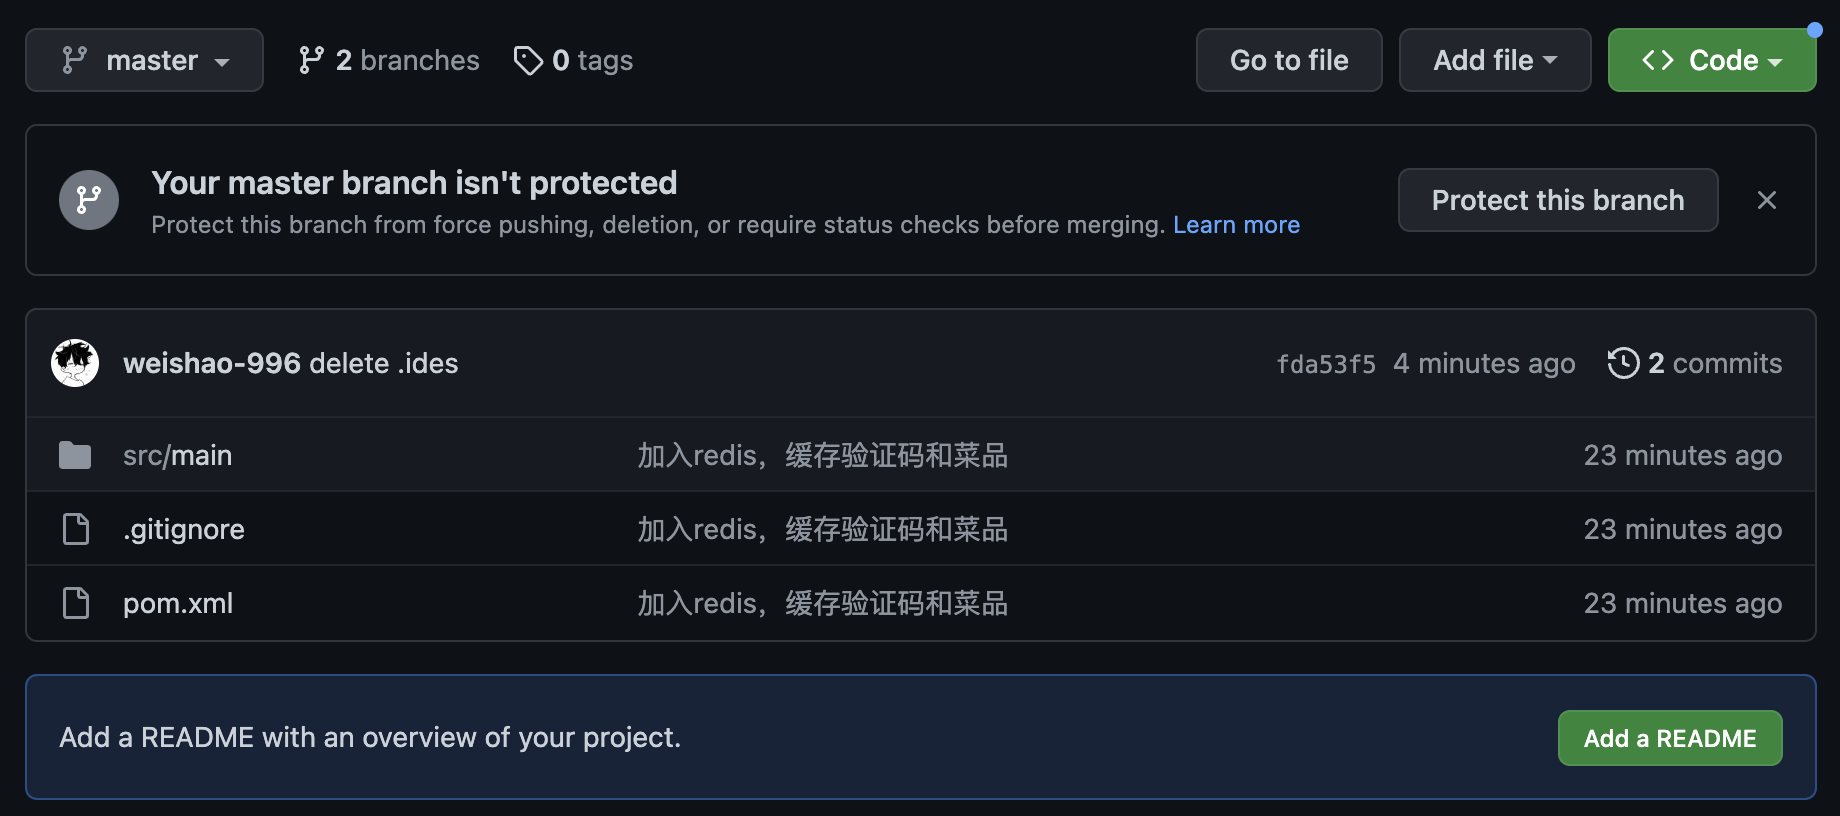 master 2 branches 0 tags Go to file Add file <> Code
Your master branch isn't protected
Protect this branch from force pushing, deletion, or require status checks before merging. Learn more
Protect this branch
weishao-996 delete .ides fda53f5 4 minutes ago 2 commits
src/main 加入redis，缓存验证码和菜品 23 minutes ago
.gitignore 加入redis，缓存验证码和菜品 23 minutes ago
pom.xml 加入redis，缓存验证码和菜品 23 minutes ago
Add a README with an overview of your project. Add a README